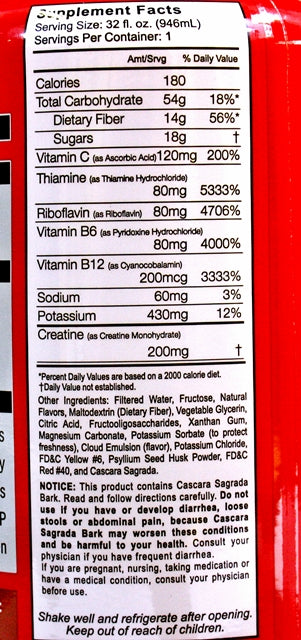 Supplement Facts
Serving Size: 32 fl. oz. (946mL)
Servings Per Container: 1
Amt/Srvg % Daily Value
Calories 180
Total Carbohydrate 54g 18%*
Dietary Fiber 14g 56%*
Sugars 18g †
Vitamin C (as Ascorbic Acid) 120mg 200%
Thiamine (as Thiamine Hydrochloride)
80mg 5333%
Riboflavin (as Riboflavin) 80mg 4706%
Vitamin B6 (as Pyridoxine Hydrochloride)
80mg 4000%
Vitamin B12 (as Cyanocobalamin)
200mcg 3333%
Sodium 60mg 3%
Potassium 430mg 12%
Creatine (as Creatine Monohydrate)
200mg †
*Percent Daily Values are based on a 2000 calorie diet.
†Daily Value not established.
Other Ingredients: Filtered Water, Fructose, Natural
Flavors, Maltodextrin (Dietary Fiber), Vegetable Glycerin,
Citric Acid, Fructooligosaccharides, Xanthan Gum,
Magnesium Carbonate, Potassium Sorbate (to protect
freshness), Cloud Emulsion (flavor), Potassium Chloride,
FD&C Yellow #6, Psyllium Seed Husk Powder, FD&C
Red #40, and Cascara Sagrada.
NOTICE: This product contains Cascara Sagrada
Bark. Read and follow directions carefully. Do not
use if you have or develop diarrhea, loose
stools or abdominal pain, because Cascara
Sagrada Bark may worsen these conditions
and be harmful to your health. Consult your
physician if you have frequent diarrhea.
If you are pregnant, nursing, taking medication or
have a medical condition, consult your physician
before use.
Shake well and refrigerate after opening.
Keep out of reach of children.